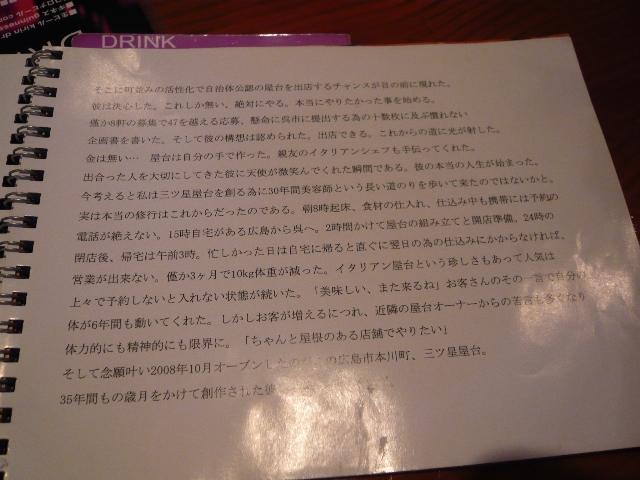 ■生ビール kirin dr
■ギネス guinness
■コロナビール coro
DRINK
そこに町並みの活性化で自治体公認の屋台を出店するチャンスが目の前に現れた。
彼は決心した。これしか無い、絶対にやる。本当にやりたかった事を始める。
僅か8軒の募集で47を越える応募、懸命に呉市に提出する為の十数枚に及ぶ慣れない
企画書を書いた。そして彼の構想は認められた。出店できる。これからの道に光が射した。
金は無い… 屋台は自分の手で作った。親友のイタリアンシェフも手伝ってくれた。
出合った人を大切にしてきた彼に天使が微笑んでくれた瞬間である。彼の本当の人生が始まった。
今考えると私は三ツ星屋台を創る為に30年間美容師という長い道のりを歩いて来たのではないかと。
実は本当の修行はこれからだったのである。朝8時起床、食材の仕入れ、仕込み中も携帯には予約の
電話が絶えない。15時自宅がある広島から呉へ。2時間かけて屋台の組み立てと開店準備。24時の
閉店後、帰宅は午前3時。忙しかった日は自宅に帰ると直ぐに翌日の為の仕込みにかからなければ、
営業が出来ない。僅か3ヶ月で10kg体重が減った。イタリアン屋台という珍しさもあって人気は
上々で予約しないと入れない状態が続いた。「美味しい、また来るね」お客さんのその一言で自分の
体が6年間も動いてくれた。しかしお客が増えるにつれ、近隣の屋台オーナーからの苦言も多くなり
体力的にも精神的にも限界に。「ちゃんと屋根のある店舗でやりたい」
そして念願叶い2008年10月オープンしたのがこの広島市本川町、三ツ星屋台。
35年間もの歳月をかけて創作された彼